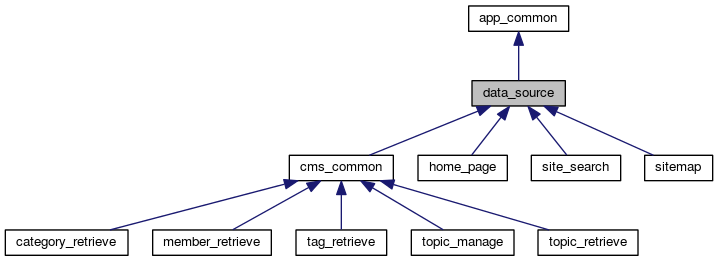 app_common
data_source
cms_common
home_page
site_search
sitemap
category_retrieve
member_retrieve
tag_retrieve
topic_manage
topic_retrieve